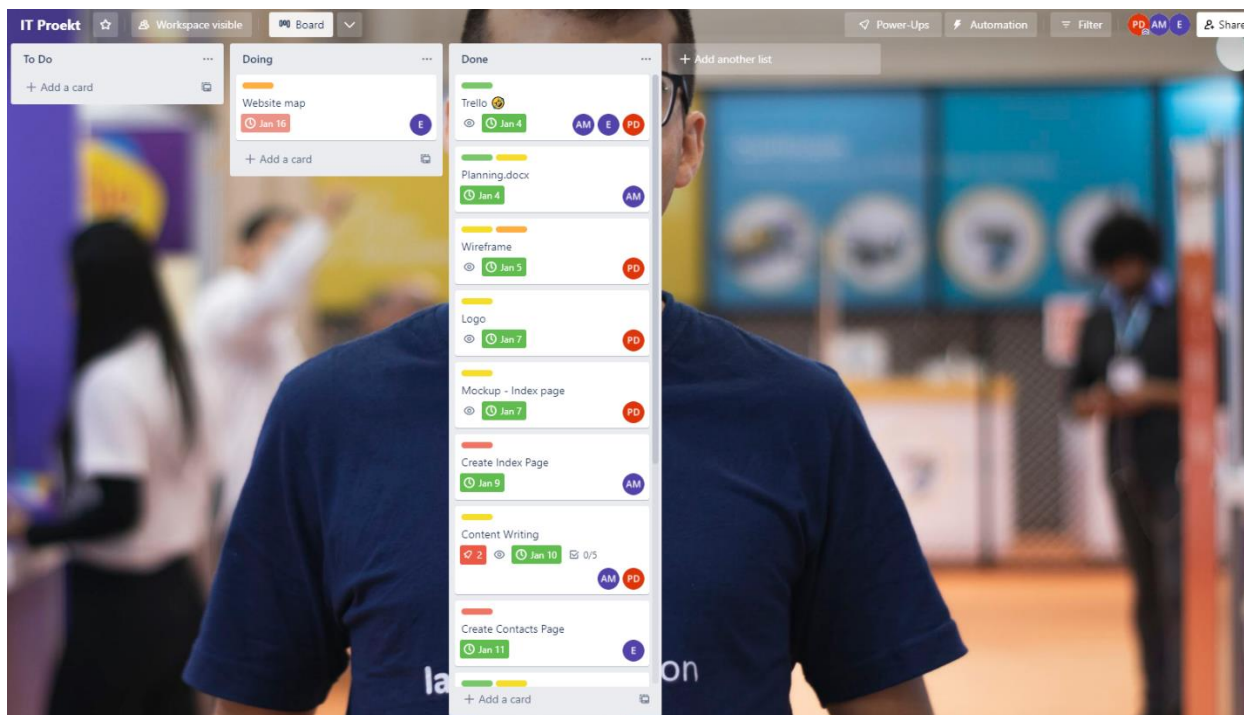 IT Proekt
Workspace visible
Board
Power-Ups
Automation
Filter
PD AM E
Share
To Do
+ Add a card
Doing
Website map
Jan 16
E
+ Add a card
Done
Trello
Jan 4
AM E PD
Planning.docx
Jan 4
AM
Wireframe
Jan 5
PD
Logo
Jan 7
PD
Mockup - Index page
Jan 7
PD
Create Index Page
Jan 9
AM
Content Writing
2 Jan 10 0/5
AM PD
Create Contacts Page
Jan 11
E
+ Add a card
+ Add another list
la
on